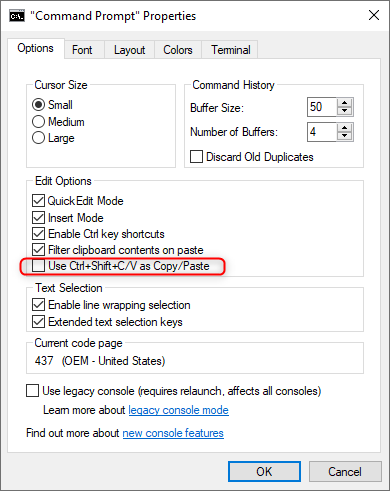 "Command Prompt" Properties
Options Font Layout Colors Terminal
Cursor Size
Small
Medium
Large
Command History
Buffer Size: 50
Number of Buffers: 4
Discard Old Duplicates
Edit Options
QuickEdit Mode
Insert Mode
Enable Ctrl key shortcuts
Filter clipboard contents on paste
Use Ctrl+Shift+C/V as Copy/Paste
Text Selection
Enable line wrapping selection
Extended text selection keys
Current code page
437 (OEM - United States)
Use legacy console (requires relaunch, affects all consoles)
Learn more about legacy console mode
Find out more about new console features
OK Cancel